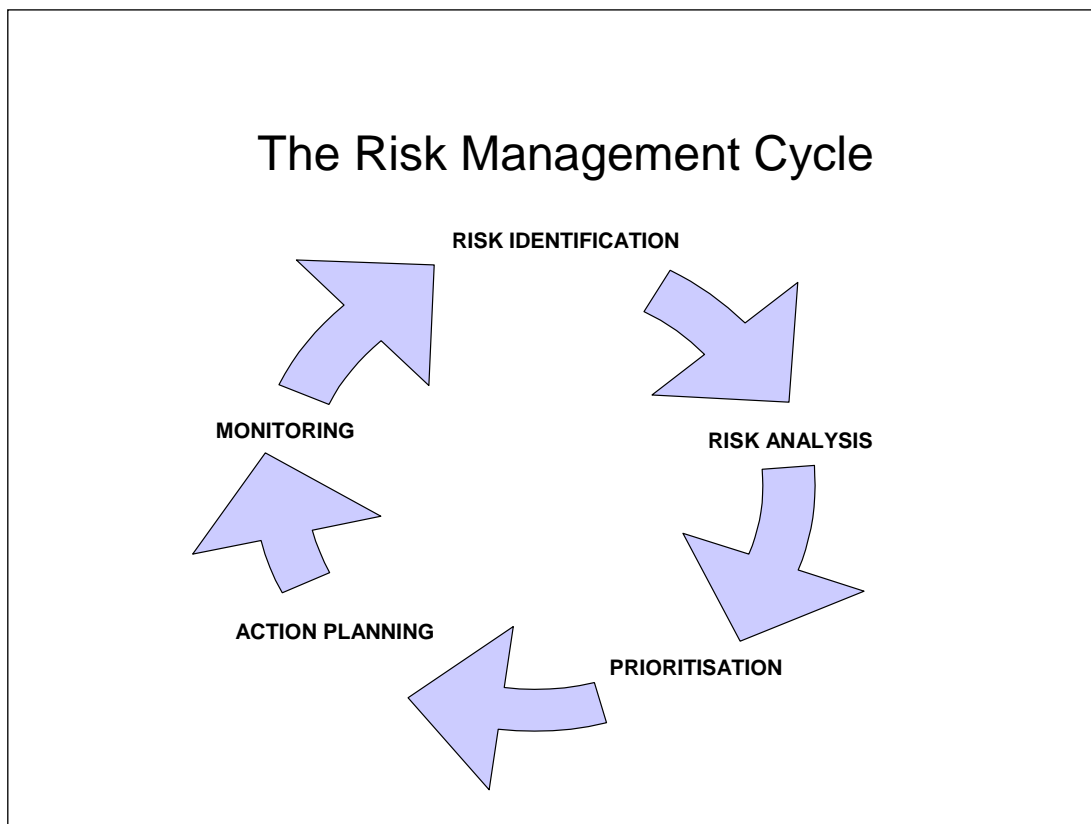 The Risk Management Cycle
RISK IDENTIFICATION
RISK ANALYSIS
PRIORITISATION
ACTION PLANNING
MONITORING